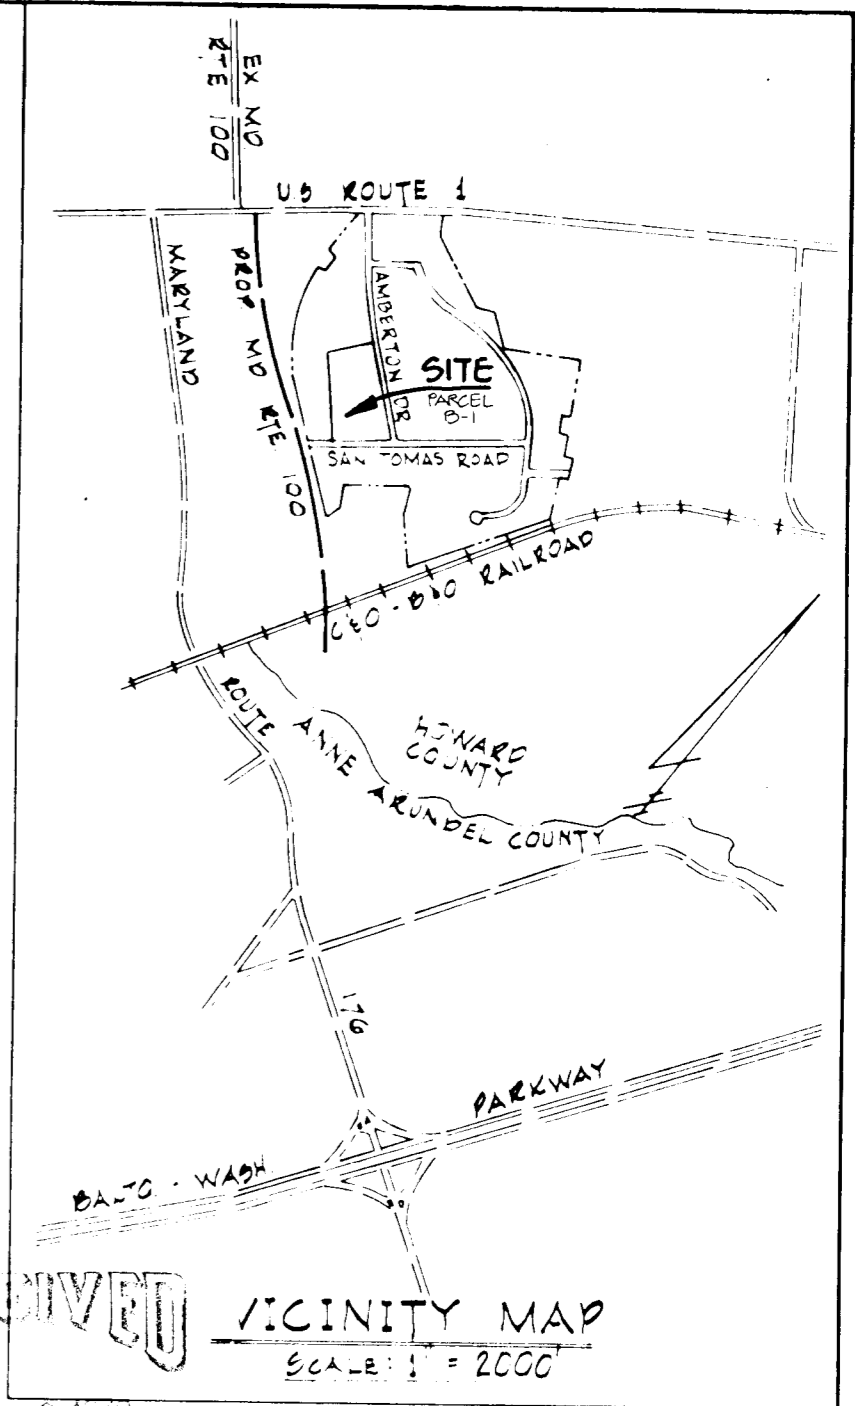 EX MD
RTE 100
U.S ROUTE 1
MARYLAND
PROP MD RTE 100
AMBERTON DR
SITE
PARCEL
B-1
SAN TOMAS ROAD
C&O - B&O RAILROAD
ROUTE
HOWARD
COUNTY
ANNE ARUNDEL COUNTY
176
PARKWAY
BALTO. - WASH.
VICINITY MAP
SCALE: 1" = 2000'